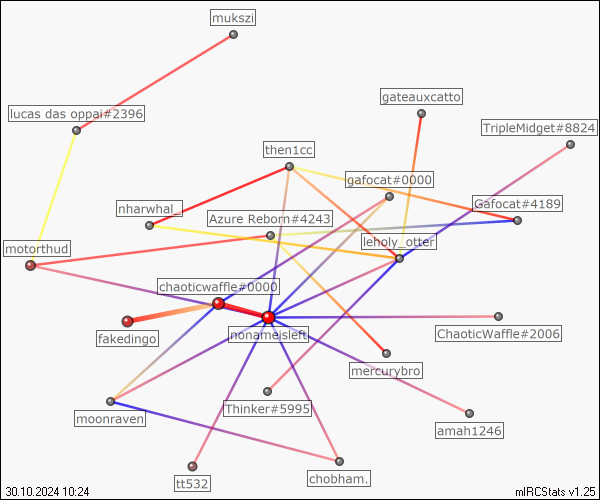 mukszi
gateauxcatto
lucas das oppai#2396
TripleMidget#8824
then1cc
gafocat#0000
nharwhal_
Azure Reborn#4243
Gafocat#4189
leholy_otter
motorthud
chaoticwaffle#0000
fakedingo
nonameisleft
ChaoticWaffle#2006
mercurybro
moonraven
Thinker#5995
amah1246
tt532
chobham.
30.10.2024 10:24
mIRCStats v1.25